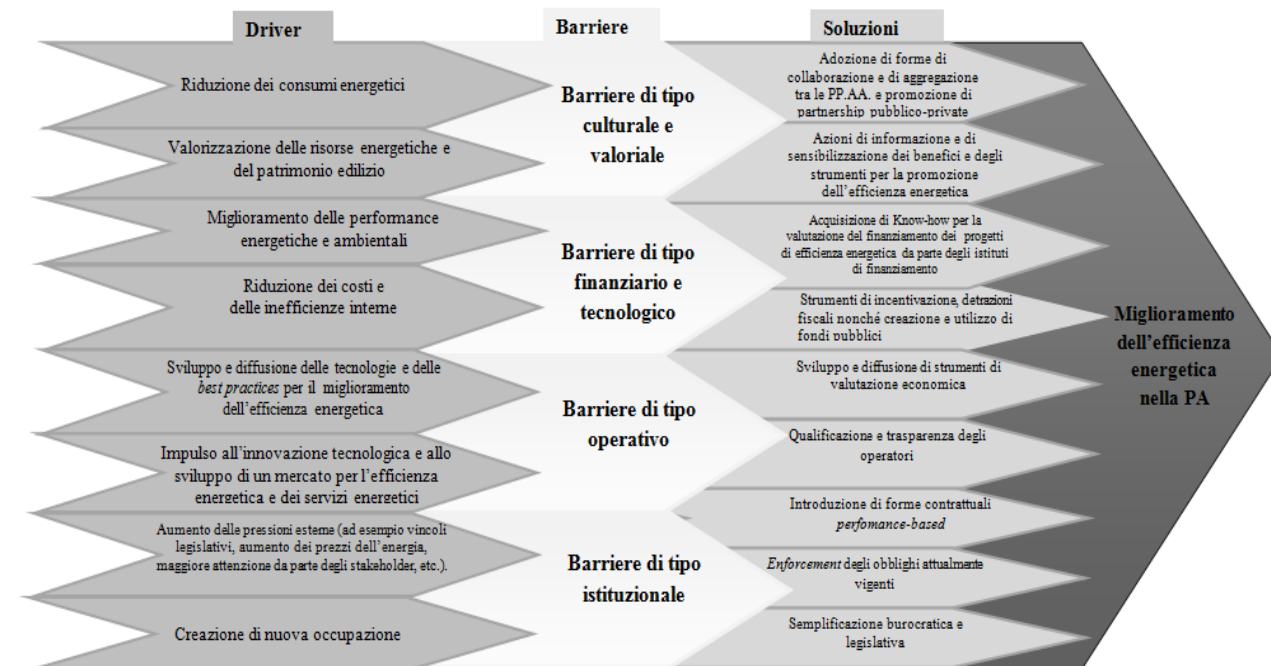 Driver
Riduzione dei consumi energetici
Valorizzazione delle risorse energetiche e
del patrimonio edilizio
Miglioramento delle performance
energetiche e ambientali
Riduzione dei costi e
delle inefficienze interne
Sviluppo e diffusione delle tecnologie e delle
best practices per il miglioramento
dell'efficienza energetica
Impulso all'innovazione tecnologica e allo
sviluppo di un mercato per l'efficienza
energetica e dei servizi energetici
Aumento delle pressioni esterne (ad esempio vincoli
legislativi, aumento dei prezzi dell'energia,
maggiore attenzione da parte degli stakeholder, etc.).
Creazione di nuova occupazione
Barriere
Barriere di tipo
culturale e
valoriale
Barriere di tipo
finanziario e
tecnologico
Barriere di tipo
operativo
Barriere di tipo
istituzionale
Soluzioni
Adozione di forme di
collaborazione e di aggregazione
tra le PP.AA. e promozione di
partnership pubblico-private
Azioni di informazione e di
sensibilizzazione dei benefici e degli
strumenti per la promozione
dell'efficienza energetica
Acquisizione di Know-how per la
valutazione del finanziamento dei progetti
di efficienza energetica da parte degli istituti
di finanziamento
Strumenti di incentivazione, detrazioni
fiscali nonché creazione e utilizzo di
fondi pubblici
Sviluppo e diffusione di strumenti di
valutazione economica
Qualificazione e trasparenza degli
operatori
Introduzione di forme contrattuali
perfomance-based
Enforcement degli obblighi attualmente
vigenti
Semplificazione burocratica e
legislativa
Miglioramento
dell'efficienza
energetica
nella PA